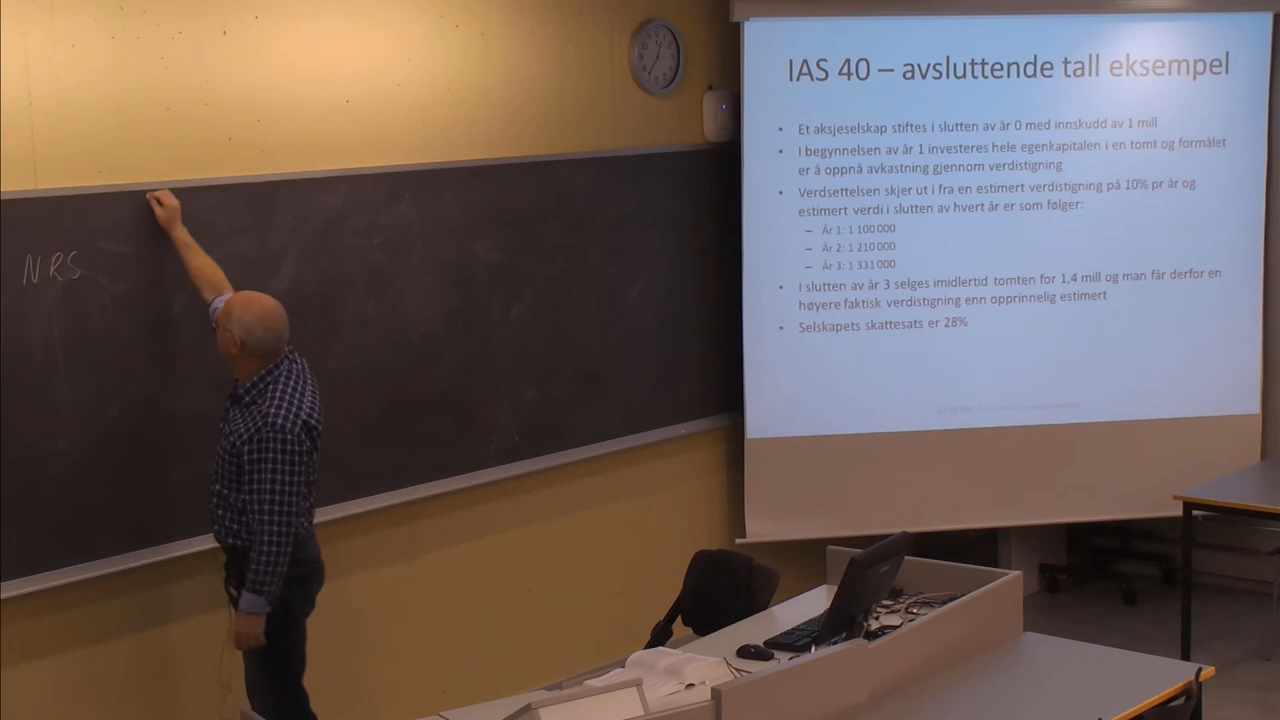 NRS
IAS 40 – avsluttende tall eksempel
• Et aksjeselskap stiftes i slutten av år 0 med innskudd av 1 mill
• I begynnelsen av år 1 investeres hele egenkapitalen i en tomt og formålet
er å oppnå avkastning gjennom verdistigning
• Verdsettelsen skjer ut i fra en estimert verdistigning på 10% pr år og
estimert verdi i slutten av hvert år er som følger:
– År 1: 1 100 000
– År 2: 1 210 000
– År 3: 1 331 000
• I slutten av år 3 selges imidlertid tomten for 1,4 mill og man får derfor en
høyere faktisk verdistigning enn opprinnelig estimert
• Selskapets skattesats er 28%